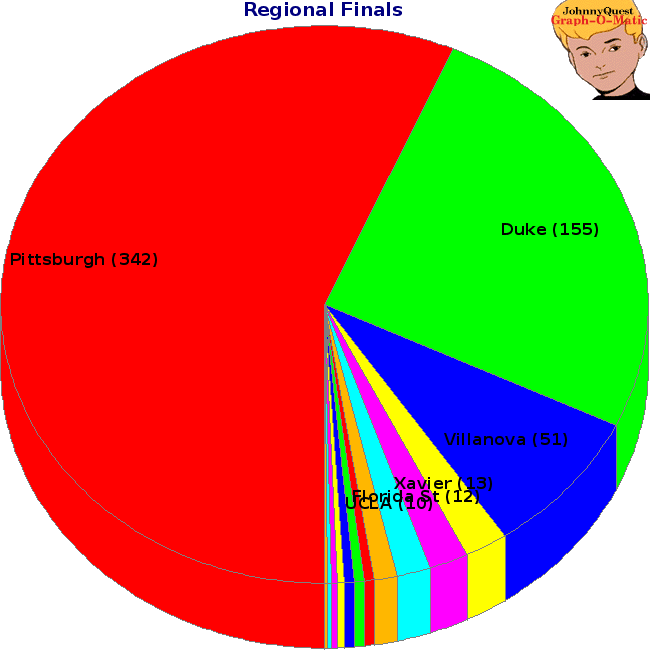 Regional Finals
JohnnyQuest
Graph-O-Matic
Duke (155)
Pittsburgh (342)
Villanova (51)
Xavier (13)
Florida St (12)
UCLA (10)